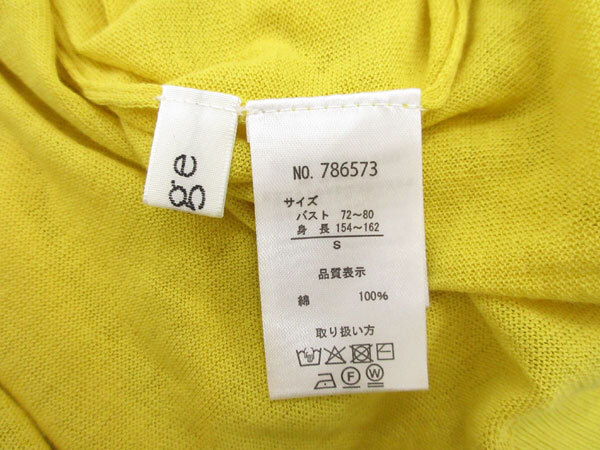 ge
NO. 786573
サイズ
バスト 72～80
身 長 154～162
S
品質表示
綿 100%
取り扱い方
F W